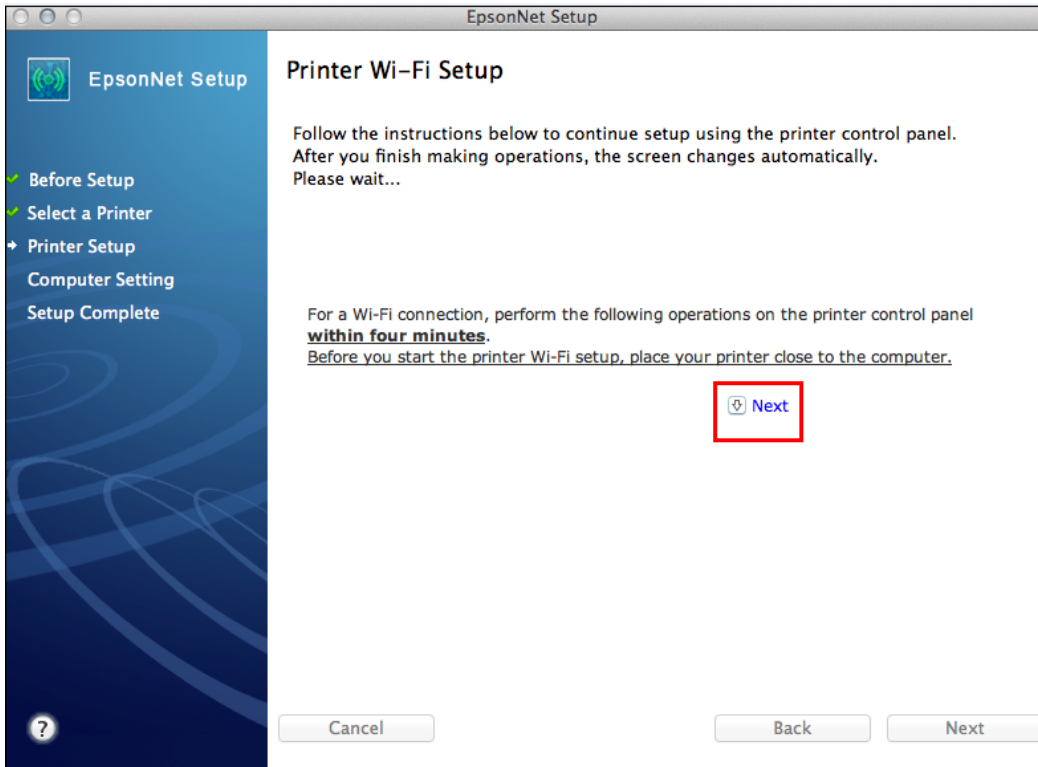 EpsonNet Setup
EpsonNet Setup
Before Setup
Select a Printer
Printer Setup
Computer Setting
Setup Complete
Printer Wi-Fi Setup
Follow the instructions below to continue setup using the printer control panel.
After you finish making operations, the screen changes automatically.
Please wait...
For a Wi-Fi connection, perform the following operations on the printer control panel
within four minutes.
Before you start the printer Wi-Fi setup, place your printer close to the computer.
Next
?
Cancel
Back
Next